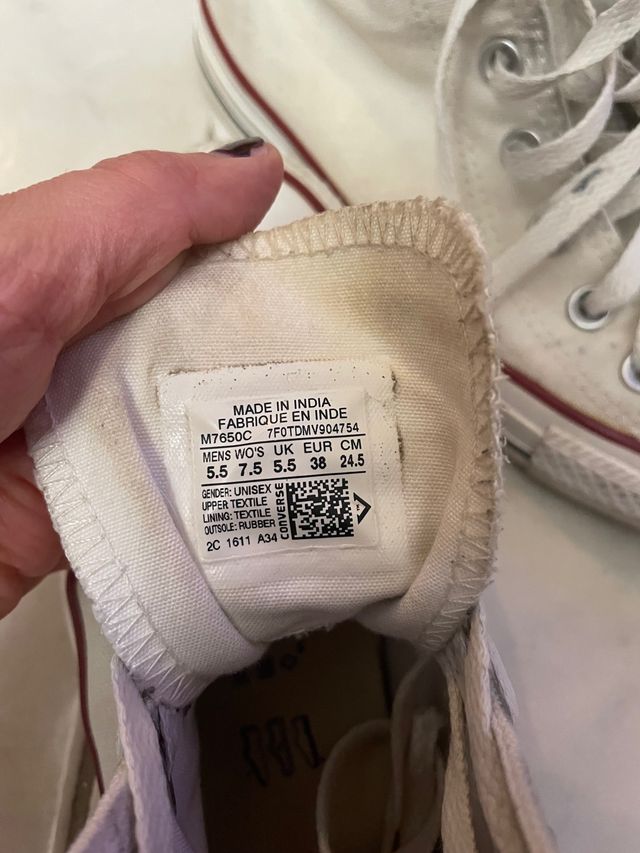 MADE IN INDIA
FABRIQUE EN INDE
M7650C 7F0TDMV904754
MENS WO'S UK EUR CM
5.5 7.5 5.5 38 24.5
GENDER: UNISEX
UPPER TEXTILE
LINING: TEXTILE
OUTSOLE: RUBBER
CONVERSE
2C 1611 A34